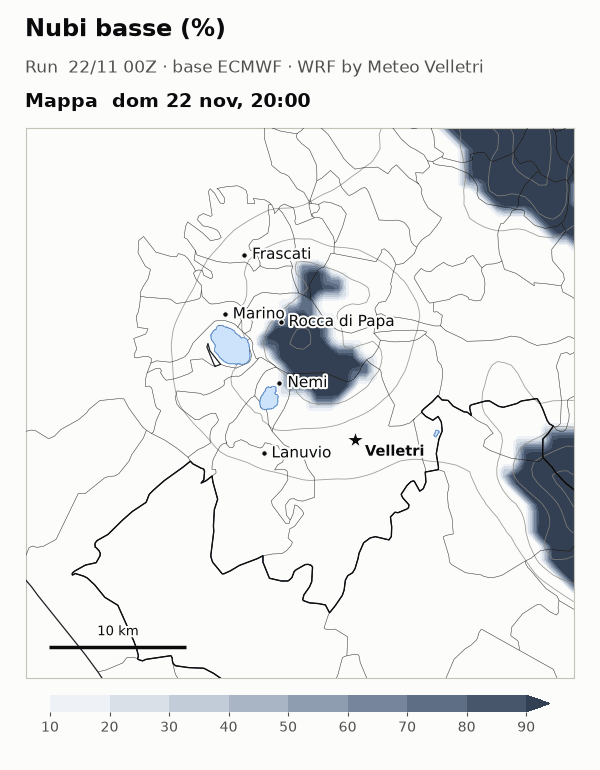 Nubi basse (%)
Run  22/11 00Z · base ECMWF · WRF by Meteo Velletri
Mappa  dom 22 nov, 20:00
Frascati
Marino
Rocca di Papa
Nemi
Velletri
Lanuvio
10 km
10 20 30 40 50 60 70 80 90